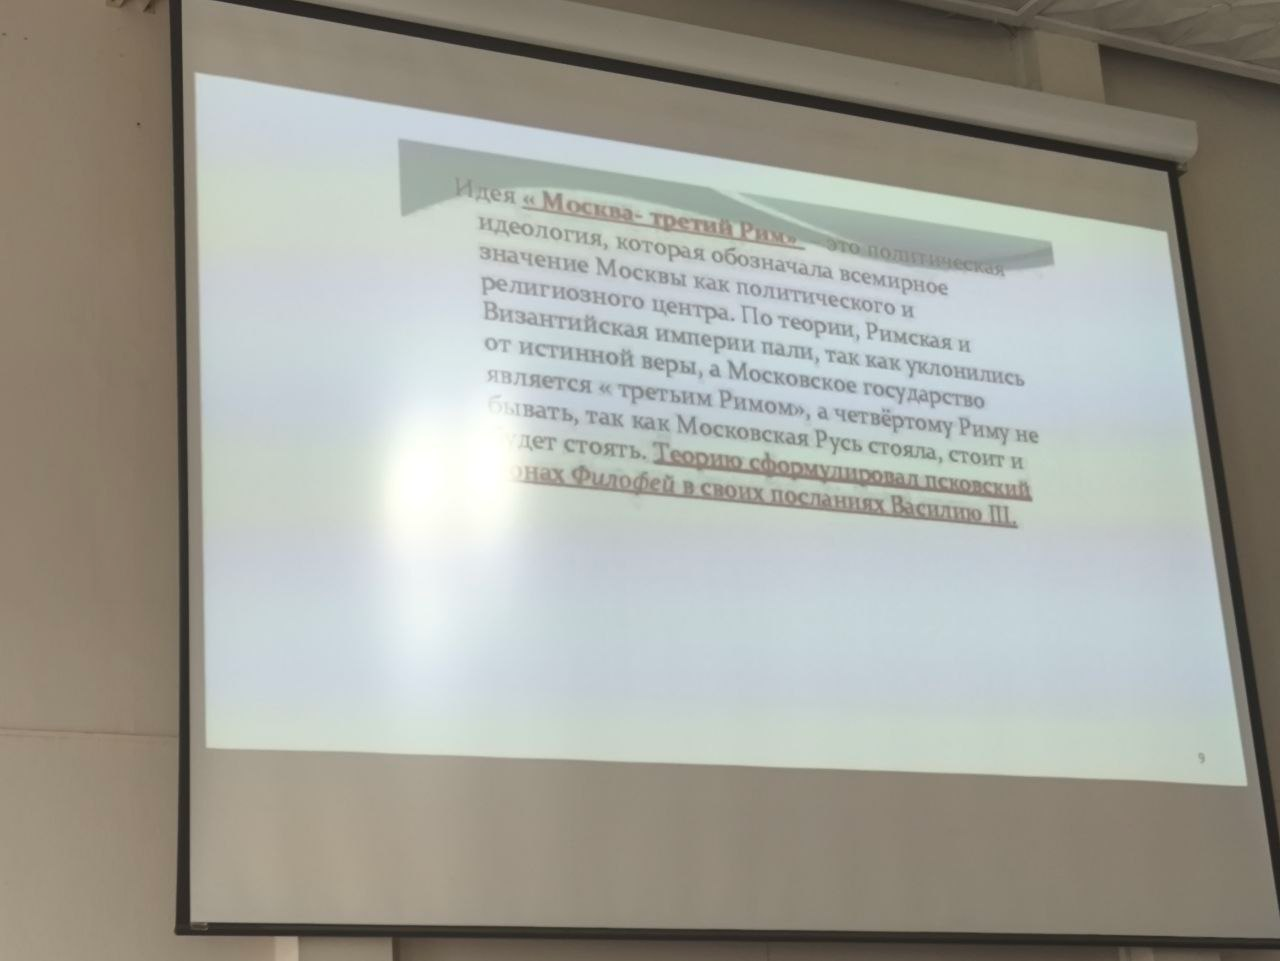 Идея « Москва- третий Рим» - это политическая
идеология, которая обозначала всемирное
значение Москвы как политического и
религиозного центра. По теории, Римская и
Византийская империи пали, так как уклонились
от истинной веры, а Московское государство
является « третьим Римом», а четвёртому Риму не
бывать, так как Московская Русь стояла, стоит и
будет стоять. Теорию сформулировал псковский
Филофей в своих посланиях Василию III.
9